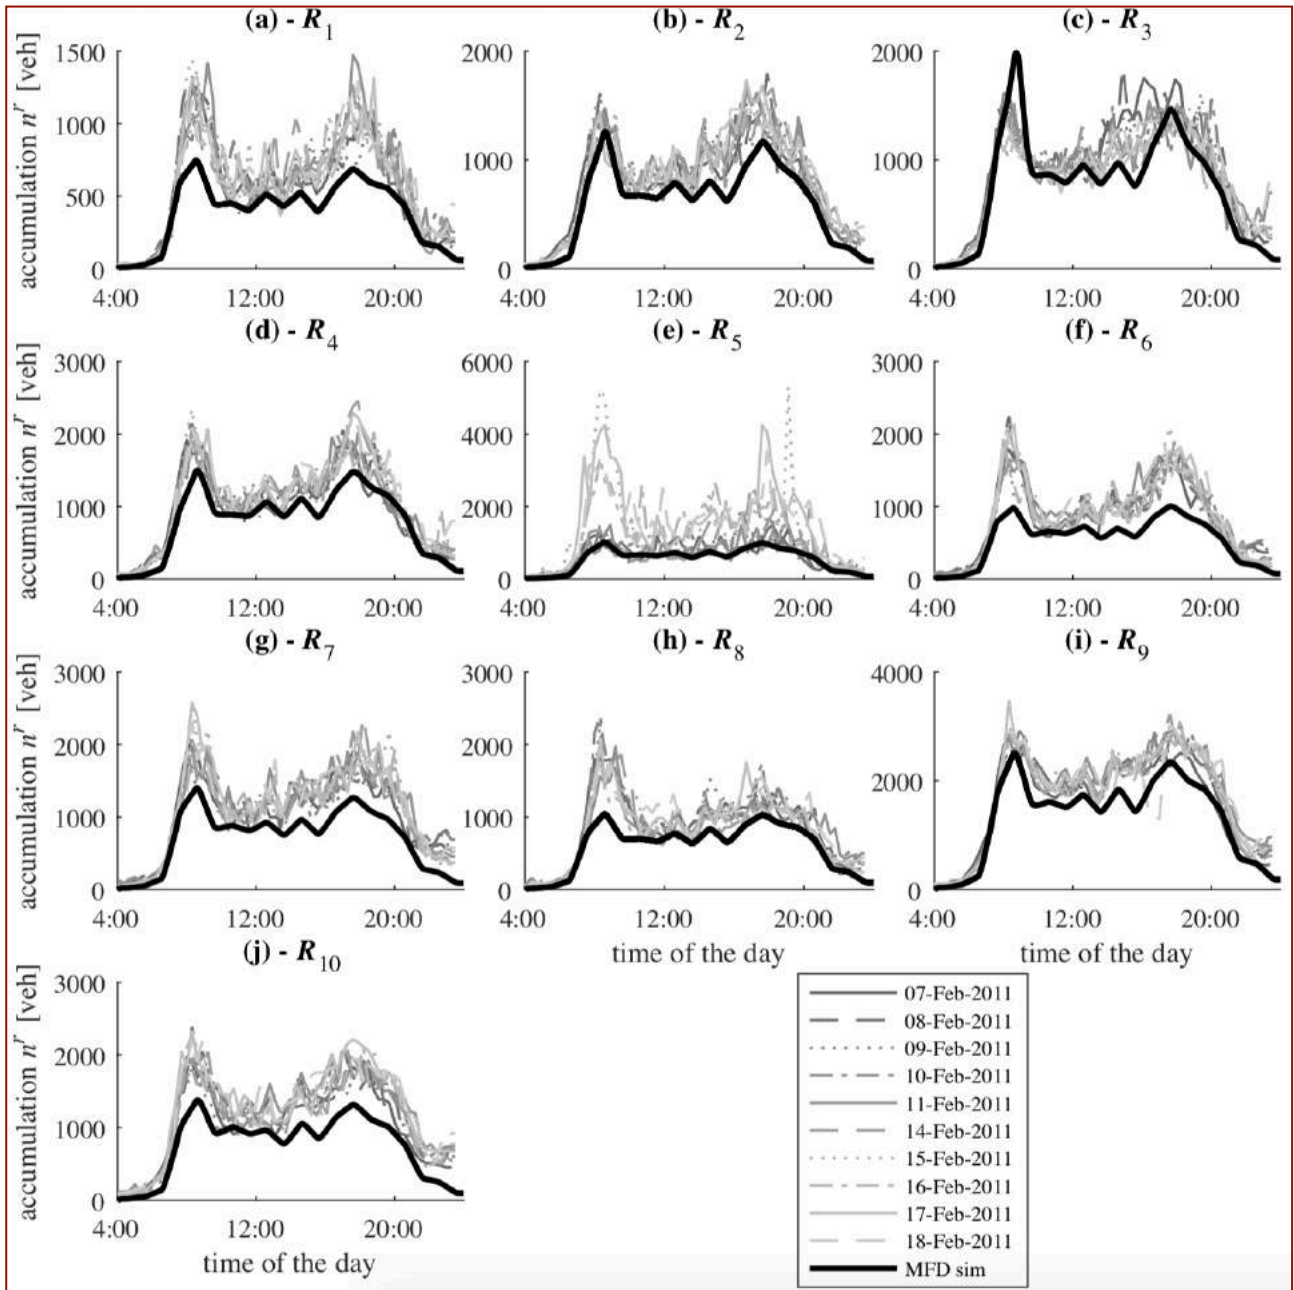 (a) - R1 (b) - R2 (c) - R3
accumulation n^r [veh]
1500
1000
500
0
4:00 12:00 20:00
2000
1000
0
4:00 12:00 20:00
2000
1000
0
4:00 12:00 20:00
(d) - R4 (e) - R5 (f) - R6
accumulation n^r [veh]
3000
2000
1000
0
4:00 12:00 20:00
6000
4000
2000
0
4:00 12:00 20:00
3000
2000
1000
0
4:00 12:00 20:00
(g) - R7 (h) - R8 (i) - R9
accumulation n^r [veh]
3000
2000
1000
0
4:00 12:00 20:00
3000
2000
1000
0
4:00 12:00 20:00
time of the day
4000
2000
0
4:00 12:00 20:00
time of the day
(j) - R10
accumulation n^r [veh]
3000
2000
1000
0
4:00 12:00 20:00
time of the day
07-Feb-2011
08-Feb-2011
09-Feb-2011
10-Feb-2011
11-Feb-2011
14-Feb-2011
15-Feb-2011
16-Feb-2011
17-Feb-2011
18-Feb-2011
MFD sim